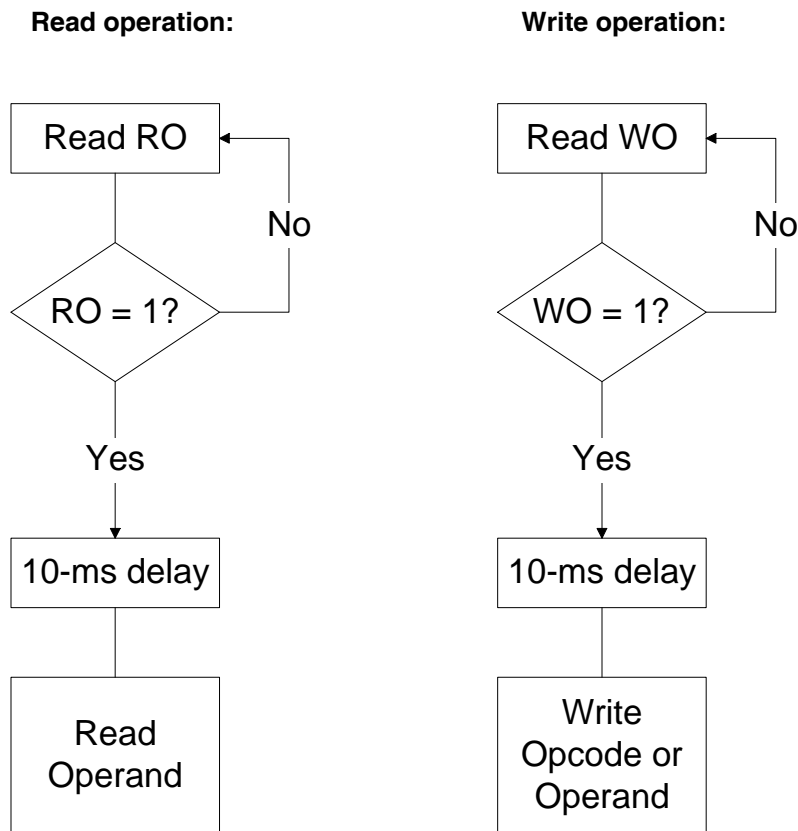 Read operation:
Read RO
No
RO = 1?
Yes
10-ms delay
Read
Operand
Write operation:
Read WO
No
WO = 1?
Yes
10-ms delay
Write
Opcode or
Operand